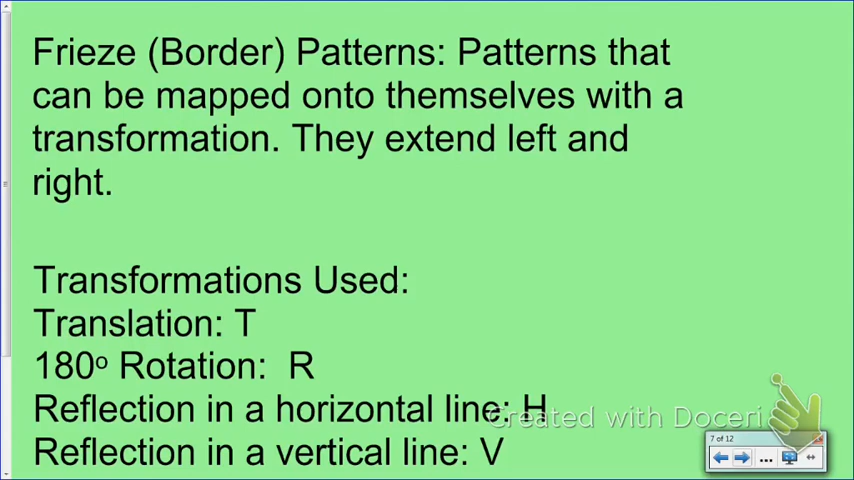 Frieze (Border) Patterns: Patterns that
can be mapped onto themselves with a
transformation. They extend left and
right.
Transformations Used:
Translation: T
180º Rotation: R
Reflection in a horizontal line: H
Created with Doceri
Reflection in a vertical line: V
7 of 12